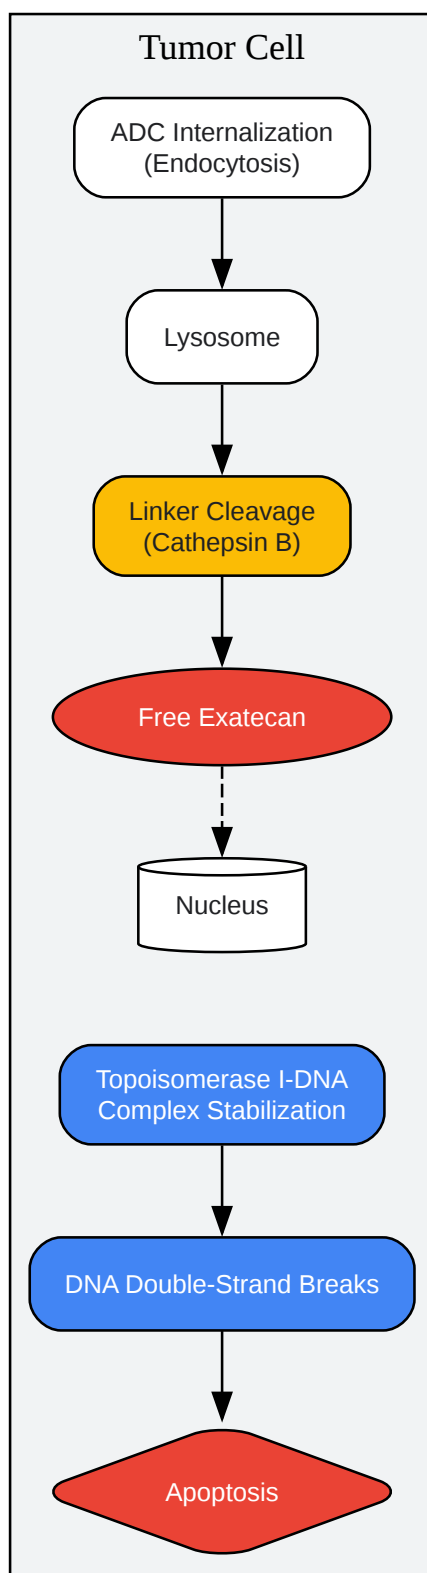 Tumor Cell
ADC Internalization
(Endocytosis)
Lysosome
Linker Cleavage
(Cathepsin B)
Free Exatecan
Nucleus
Topoisomerase I-DNA
Complex Stabilization
DNA Double-Strand Breaks
Apoptosis